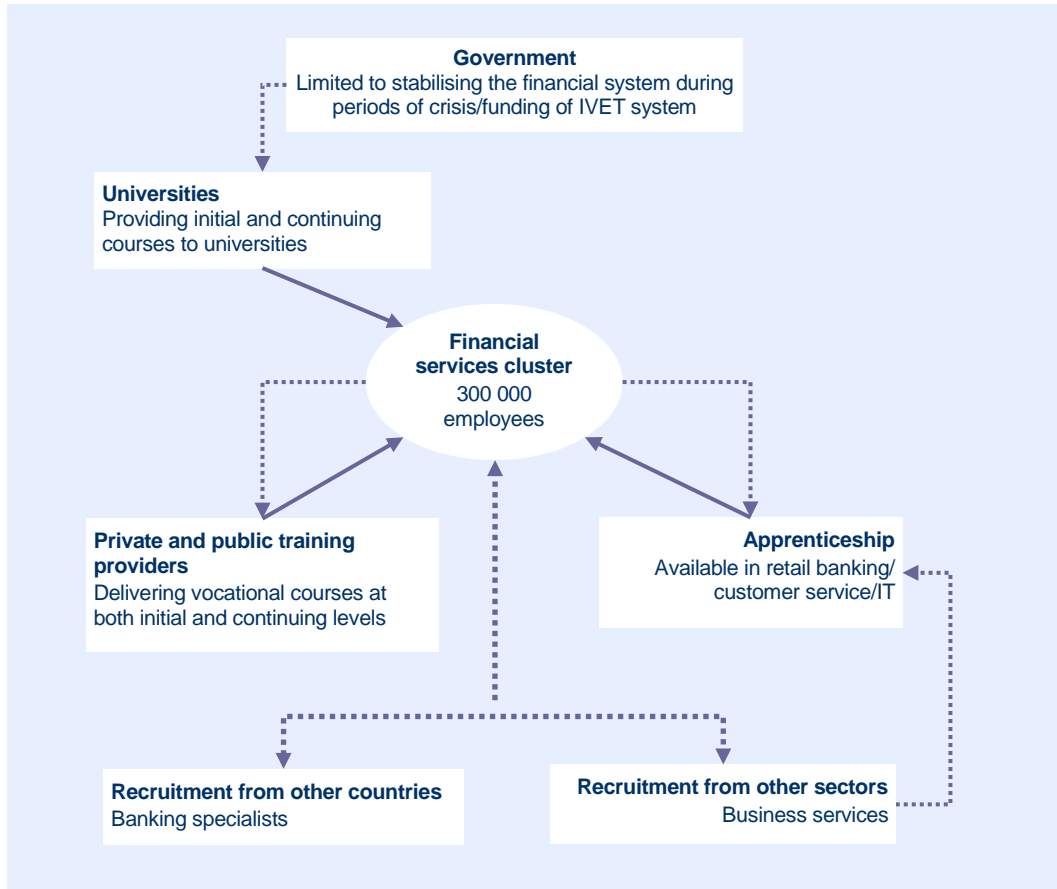 Government
Limited to stabilising the financial system during
periods of crisis/funding of IVET system
Universities
Providing initial and continuing
courses to universities
Financial
services cluster
300 000
employees
Private and public training
providers
Delivering vocational courses at
both initial and continuing levels
Apprenticeship
Available in retail banking/
customer service/IT
Recruitment from other countries
Banking specialists
Recruitment from other sectors
Business services